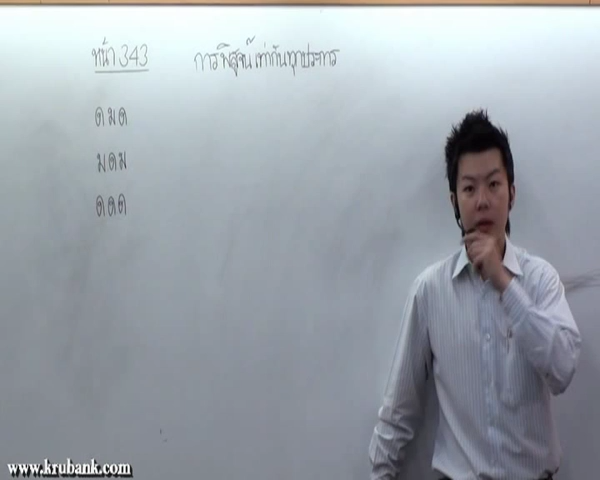 หน้า 343 การพิสูจน์เท่ากันทุกประการ
ด ม ด
ม ด ม
ด ด ด
www.krubank.com